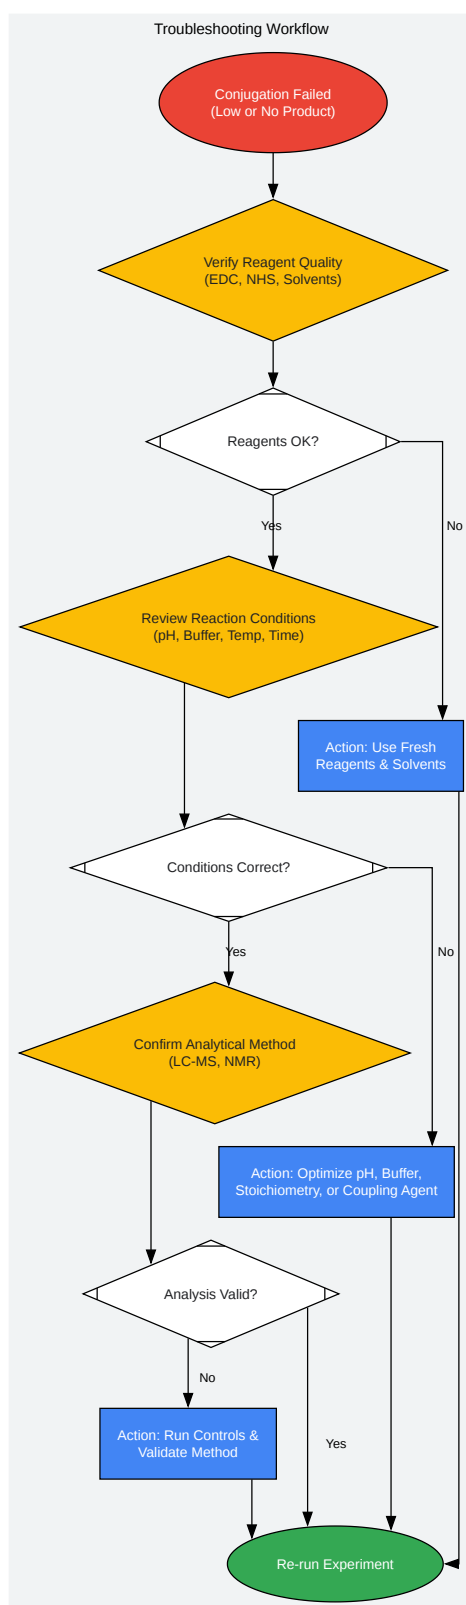 Troubleshooting Workflow
Conjugation Failed
(Low or No Product)
Verify Reagent Quality
(EDC, NHS, Solvents)
Reagents OK?
Yes
No
Review Reaction Conditions
(pH, Buffer, Temp, Time)
Action: Use Fresh
Reagents & Solvents
Conditions Correct?
Yes
No
Confirm Analytical Method
(LC-MS, NMR)
Action: Optimize pH, Buffer,
Stoichiometry, or Coupling Agent
Analysis Valid?
No
Action: Run Controls &
Validate Method
Yes
Re-run Experiment